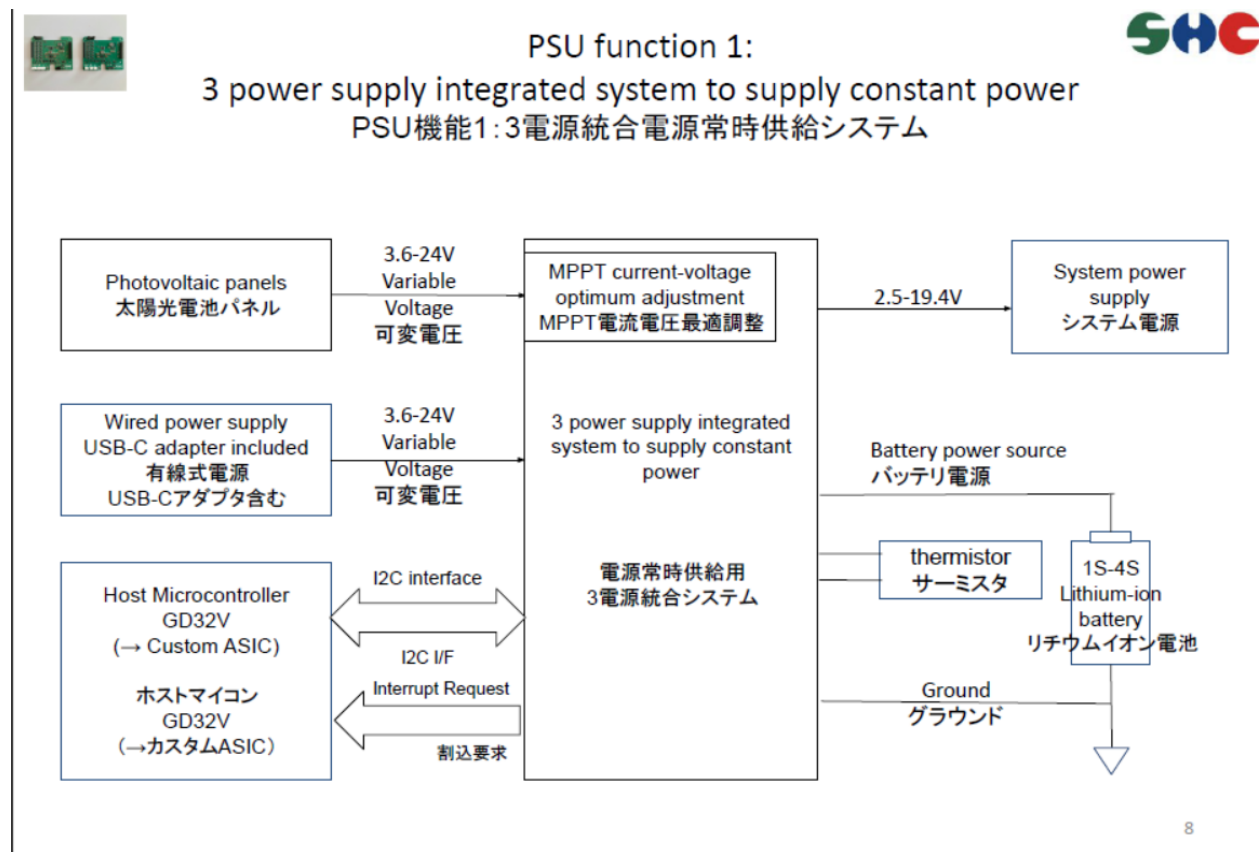 SHC
PSU function 1:
3 power supply integrated system to supply constant power
PSU機能1：3電源統合電源常時供給システム
Photovoltaic panels
太陽光電池パネル
3.6-24V
Variable
Voltage
可変電圧
MPPT current-voltage
optimum adjustment
MPPT電流電圧最適調整
2.5-19.4V
System power
supply
システム電源
Wired power supply
USB-C adapter included
有線式電源
USB-Cアダプタ含む
3.6-24V
Variable
Voltage
可変電圧
3 power supply integrated
system to supply constant
power
電源常時供給用
3電源統合システム
Battery power source
バッテリ電源
thermistor
サーミスタ
1S-4S
Lithium-ion
battery
リチウムイオン電池
Ground
グラウンド
Host Microcontroller
GD32V
(→ Custom ASIC)
ホストマイコン
GD32V
(→カスタムASIC)
I2C interface
I2C I/F
Interrupt Request
割込要求
8